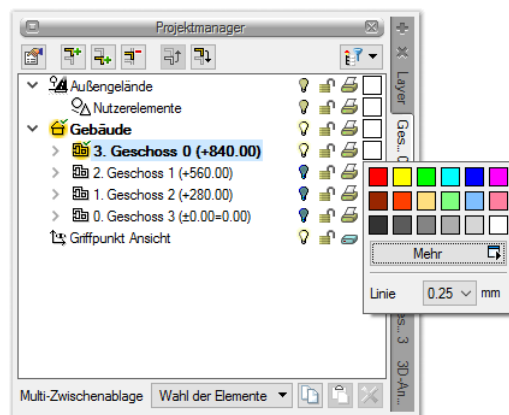 Projektmanager
Außengelände
Nutzerelemente
Gebäude
3. Geschoss 0 (+840.00)
2. Geschoss 1 (+560.00)
1. Geschoss 2 (+280.00)
0. Geschoss 3 (±0.00=0.00)
Griffpunkt Ansicht
Layer
Mehr
Linie 0.25 mm
3D-An...
Multi-Zwischenablage Wahl der Elemente